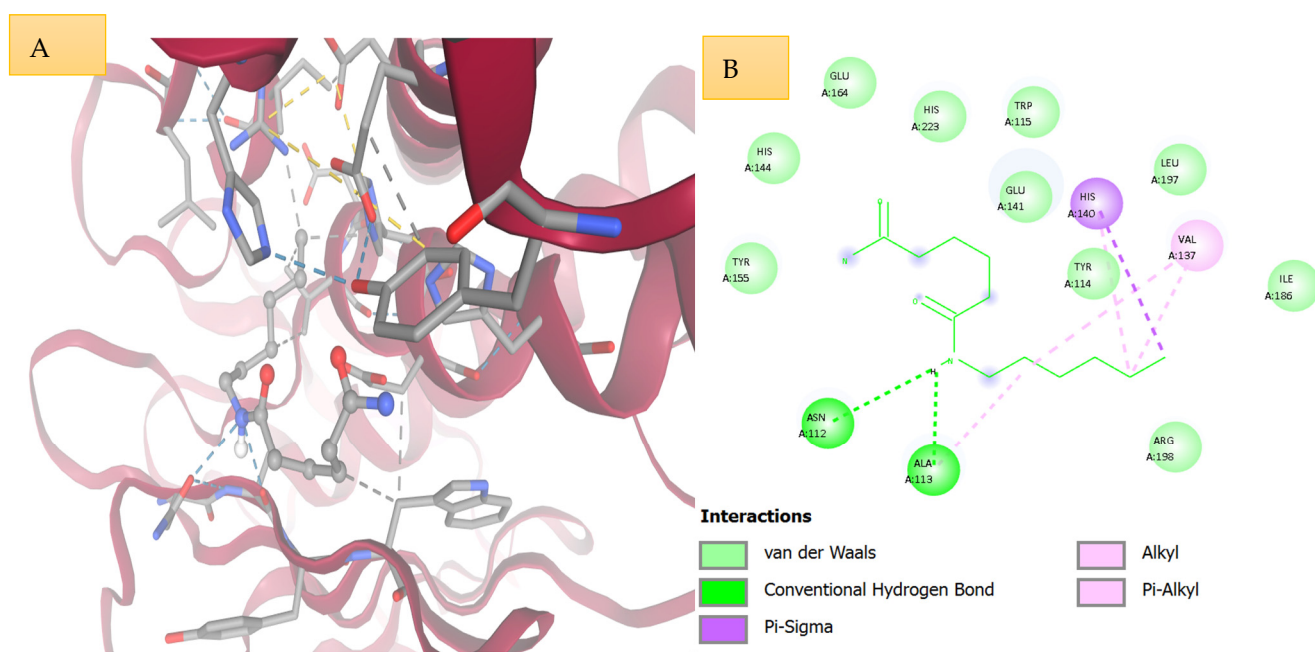 A
B
GLU
A:164
HIS
A:223
TRP
A:115
HIS
A:144
LEU
A:197
GLU
A:141
HIS
A:140
VAL
A:137
TYR
A:155
TYR
A:114
ILE
A:186
O
N
O
N
H
ASN
A:112
ARG
A:198
ALA
A:113
Interactions
van der Waals
Conventional Hydrogen Bond
Pi-Sigma
Alkyl
Pi-Alkyl